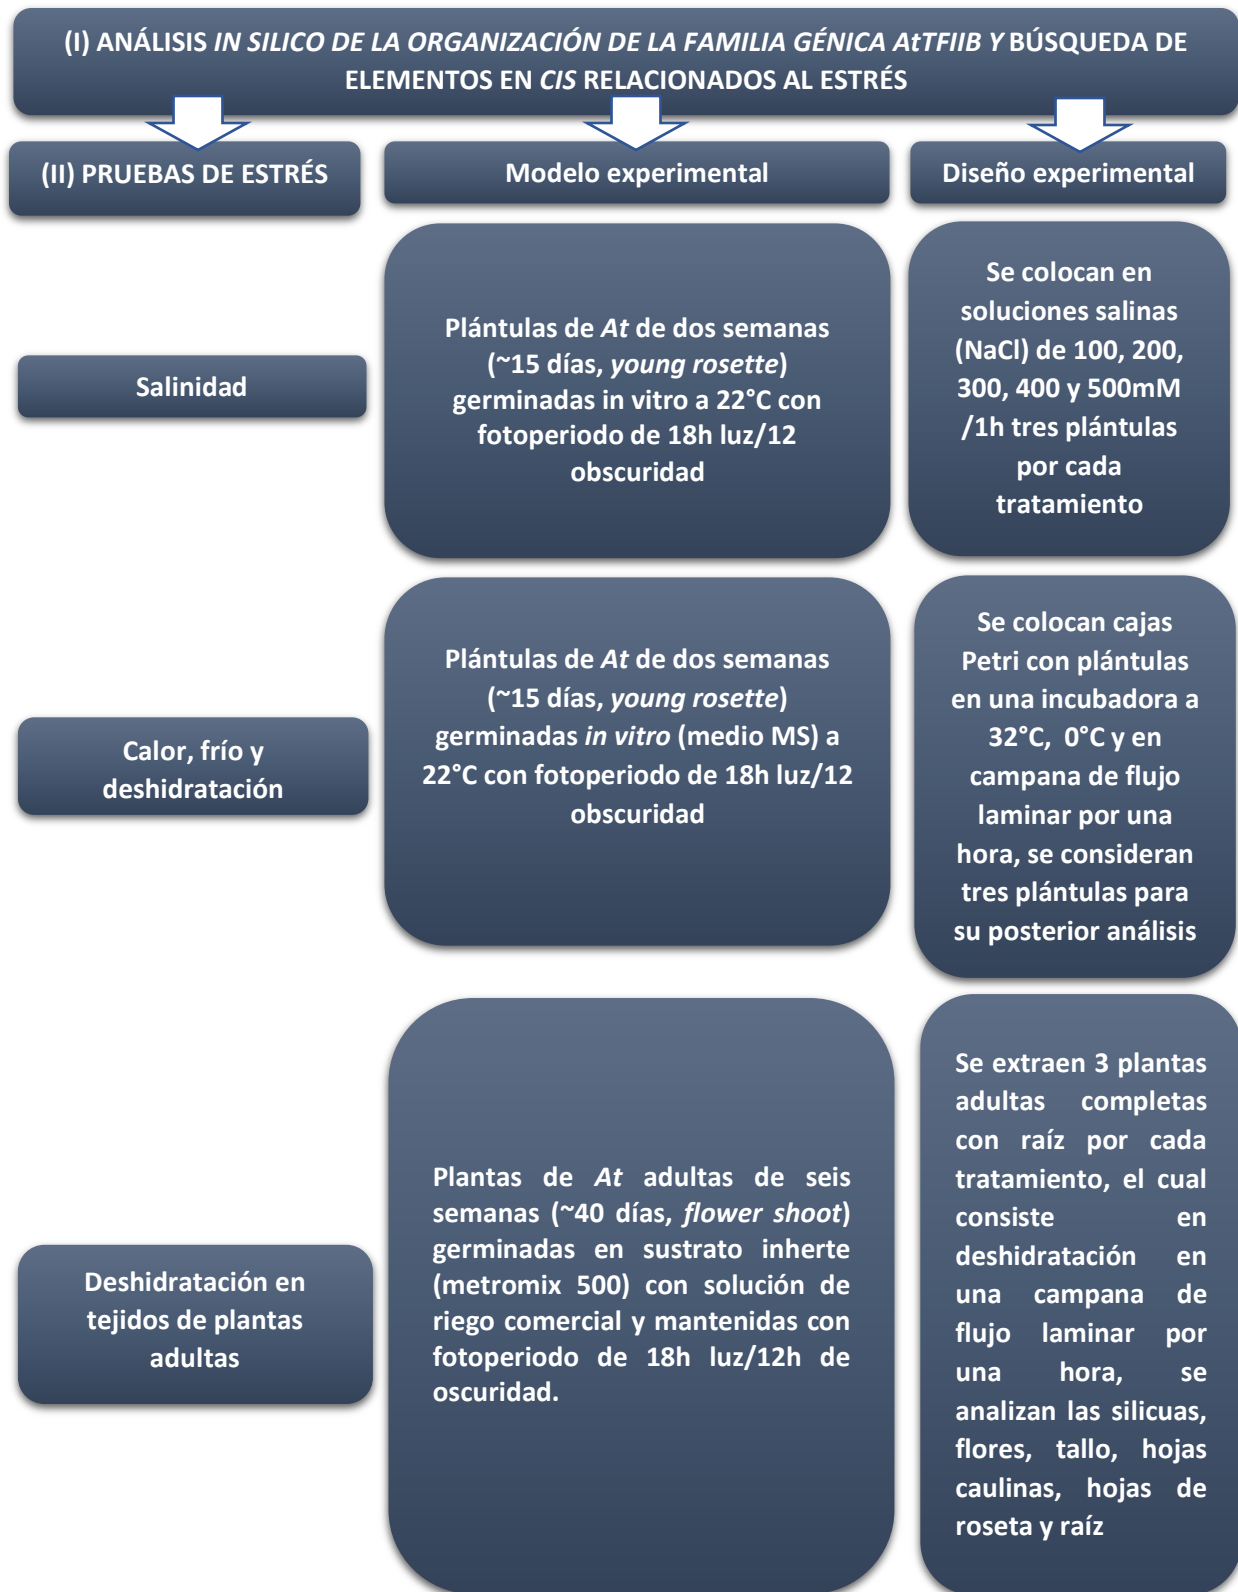 (I) ANÁLISIS IN SILICO DE LA ORGANIZACIÓN DE LA FAMILIA GÉNICA AtTFIIB Y BÚSQUEDA DE
ELEMENTOS EN CIS RELACIONADOS AL ESTRÉS
(II) PRUEBAS DE ESTRÉS
Modelo experimental
Diseño experimental
Salinidad
Plántulas de At de dos semanas
(~15 días, young rosette)
germinadas in vitro a 22°C con
fotoperiodo de 18h luz/12
obscuridad
Se colocan en
soluciones salinas
(NaCl) de 100, 200,
300, 400 y 500mM
/1h tres plántulas
por cada
tratamiento
Calor, frío y
deshidratación
Plántulas de At de dos semanas
(~15 días, young rosette)
germinadas in vitro (medio MS) a
22°C con fotoperiodo de 18h luz/12
obscuridad
Se colocan cajas
Petri con plántulas
en una incubadora a
32°C, 0°C y en
campana de flujo
laminar por una
hora, se consideran
tres plántulas para
su posterior análisis
Deshidratación en
tejidos de plantas
adultas
Plantas de At adultas de seis
semanas (~40 días, flower shoot)
germinadas en sustrato inherte
(metromix 500) con solución de
riego comercial y mantenidas con
fotoperiodo de 18h luz/12h de
oscuridad.
Se extraen 3 plantas
adultas completas
con raíz por cada
tratamiento, el cual
consiste en
deshidratación en
una campana de
flujo laminar por
una hora, se
analizan las silicuas,
flores, tallo, hojas
caulinas, hojas de
roseta y raíz